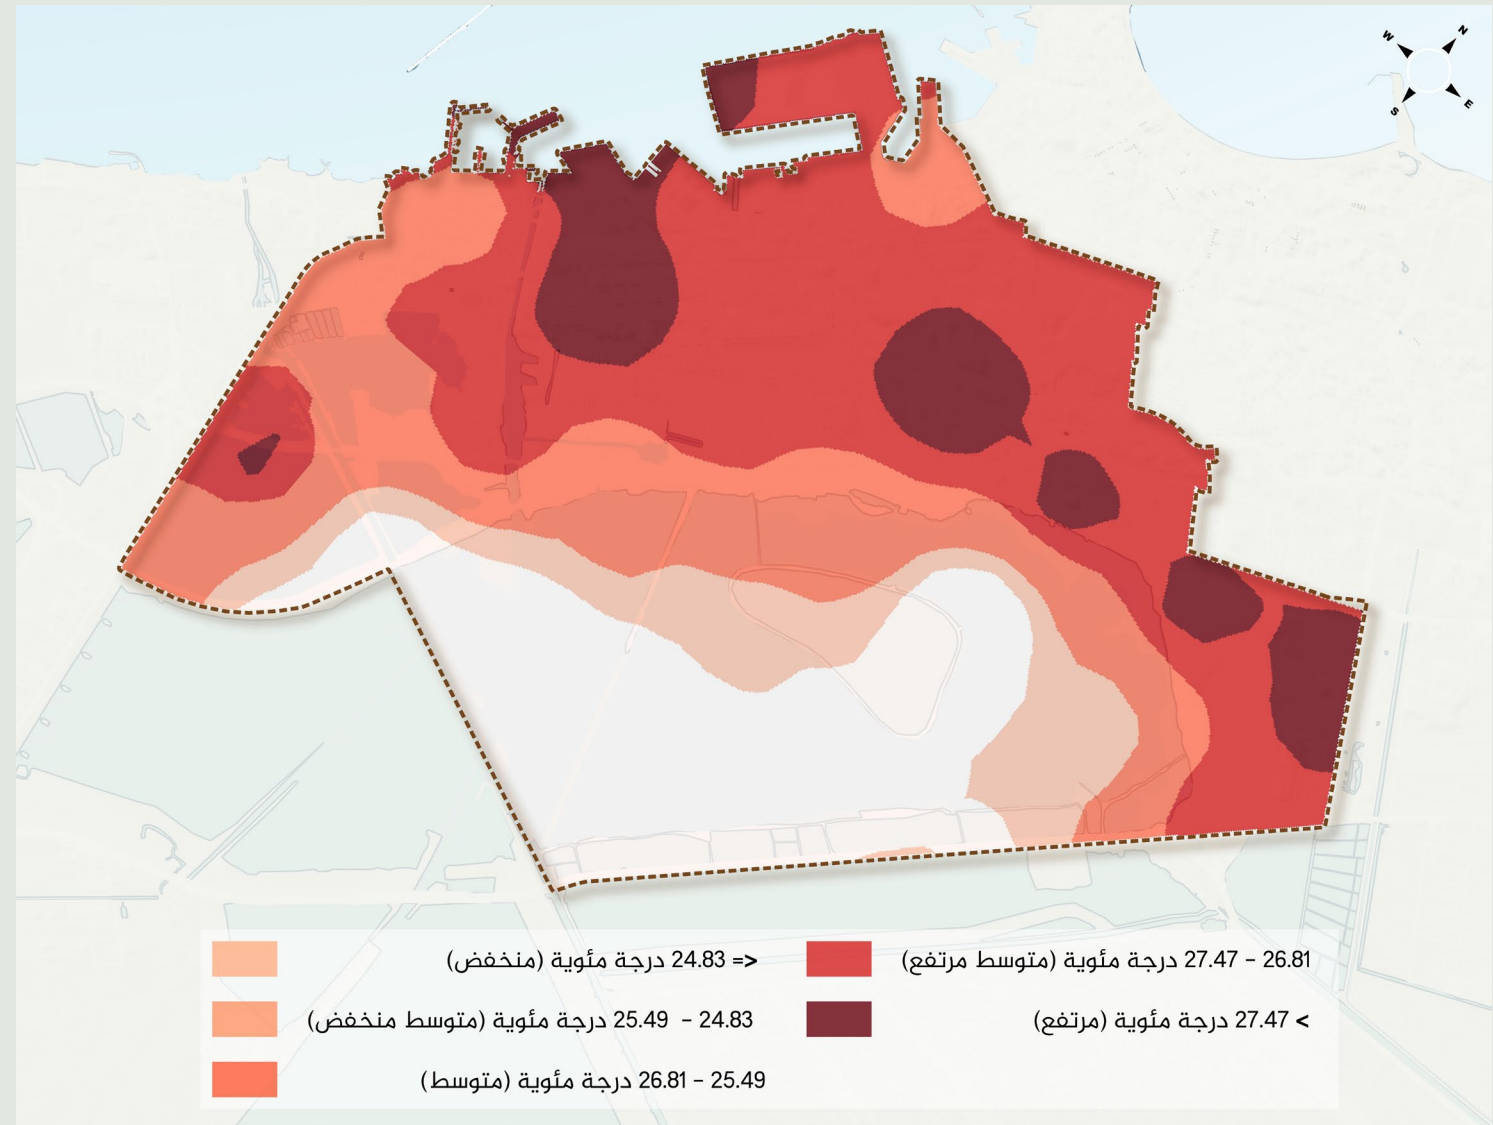 N
W
E
S
26.81 - 27.47 درجة مئوية (متوسط مرتفع)
> 27.47 درجة مئوية (مرتفع)
<= 24.83 درجة مئوية (منخفض)
24.83 - 25.49 درجة مئوية (متوسط منخفض)
25.49 - 26.81 درجة مئوية (متوسط)